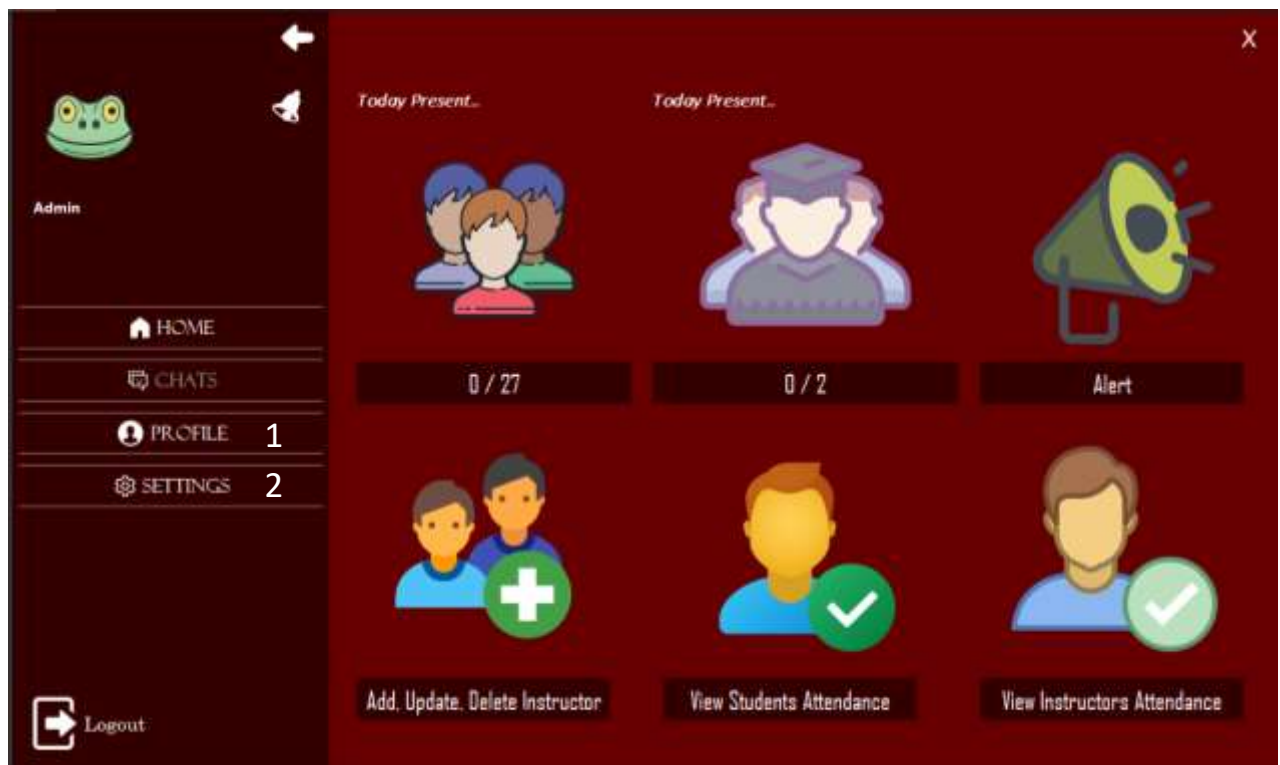 X
Today Present...
Today Present...
Admin
HOME
CHATS
PROFILE 1
SETTINGS 2
0 / 27
0 / 2
Alert
Add, Update, Delete Instructor
View Students Attendance
View Instructors Attendance
Logout